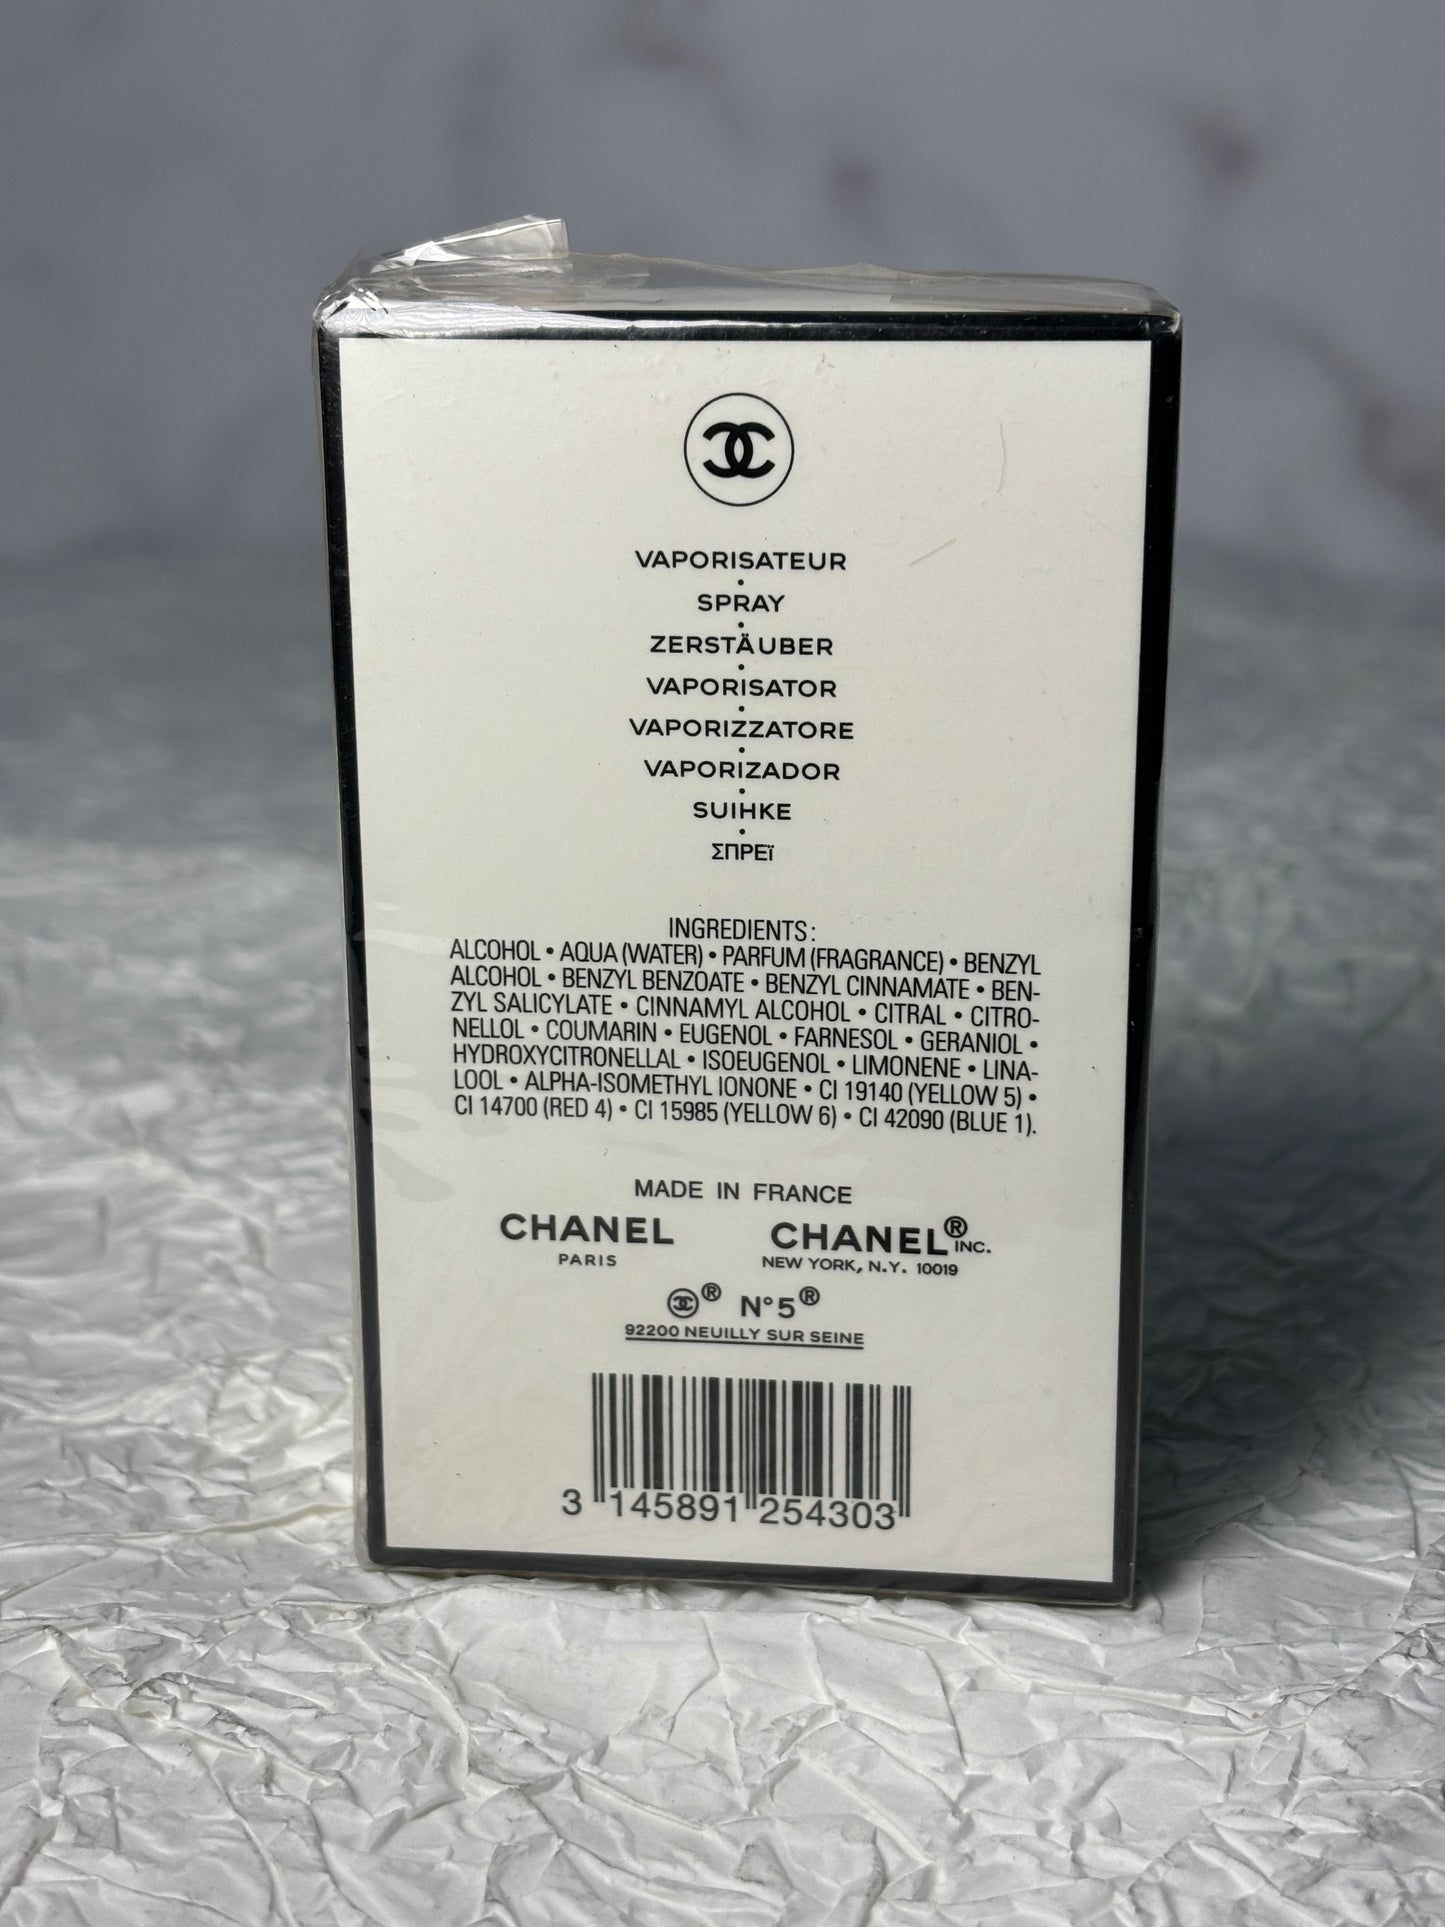 VAPORISATEUR
•
SPRAY
•
ZERSTÄUBER
•
VAPORISATOR
•
VAPORIZZATORE
•
VAPORIZADOR
•
SUIHKE
•
ΣΠΡΕϊ
INGREDIENTS:
ALCOHOL • AQUA (WATER) • PARFUM (FRAGRANCE) • BENZYL
ALCOHOL • BENZYL BENZOATE • BENZYL CINNAMATE • BEN-
ZYL SALICYLATE • CINNAMYL ALCOHOL • CITRAL • CITRO-
NELLOL • COUMARIN • EUGENOL • FARNESOL • GERANIOL •
HYDROXYCITRONELLAL • ISOEUGENOL • LIMONENE • LINA-
LOOL • ALPHA-ISOMETHYL IONONE • CI 19140 (YELLOW 5) •
CI 14700 (RED 4) • CI 15985 (YELLOW 6) • CI 42090 (BLUE 1).
MADE IN FRANCE
CHANEL
PARIS
CHANEL® INC.
NEW YORK, N.Y. 10019
® N°5®
92200 NEUILLY SUR SEINE
3 145891 254303